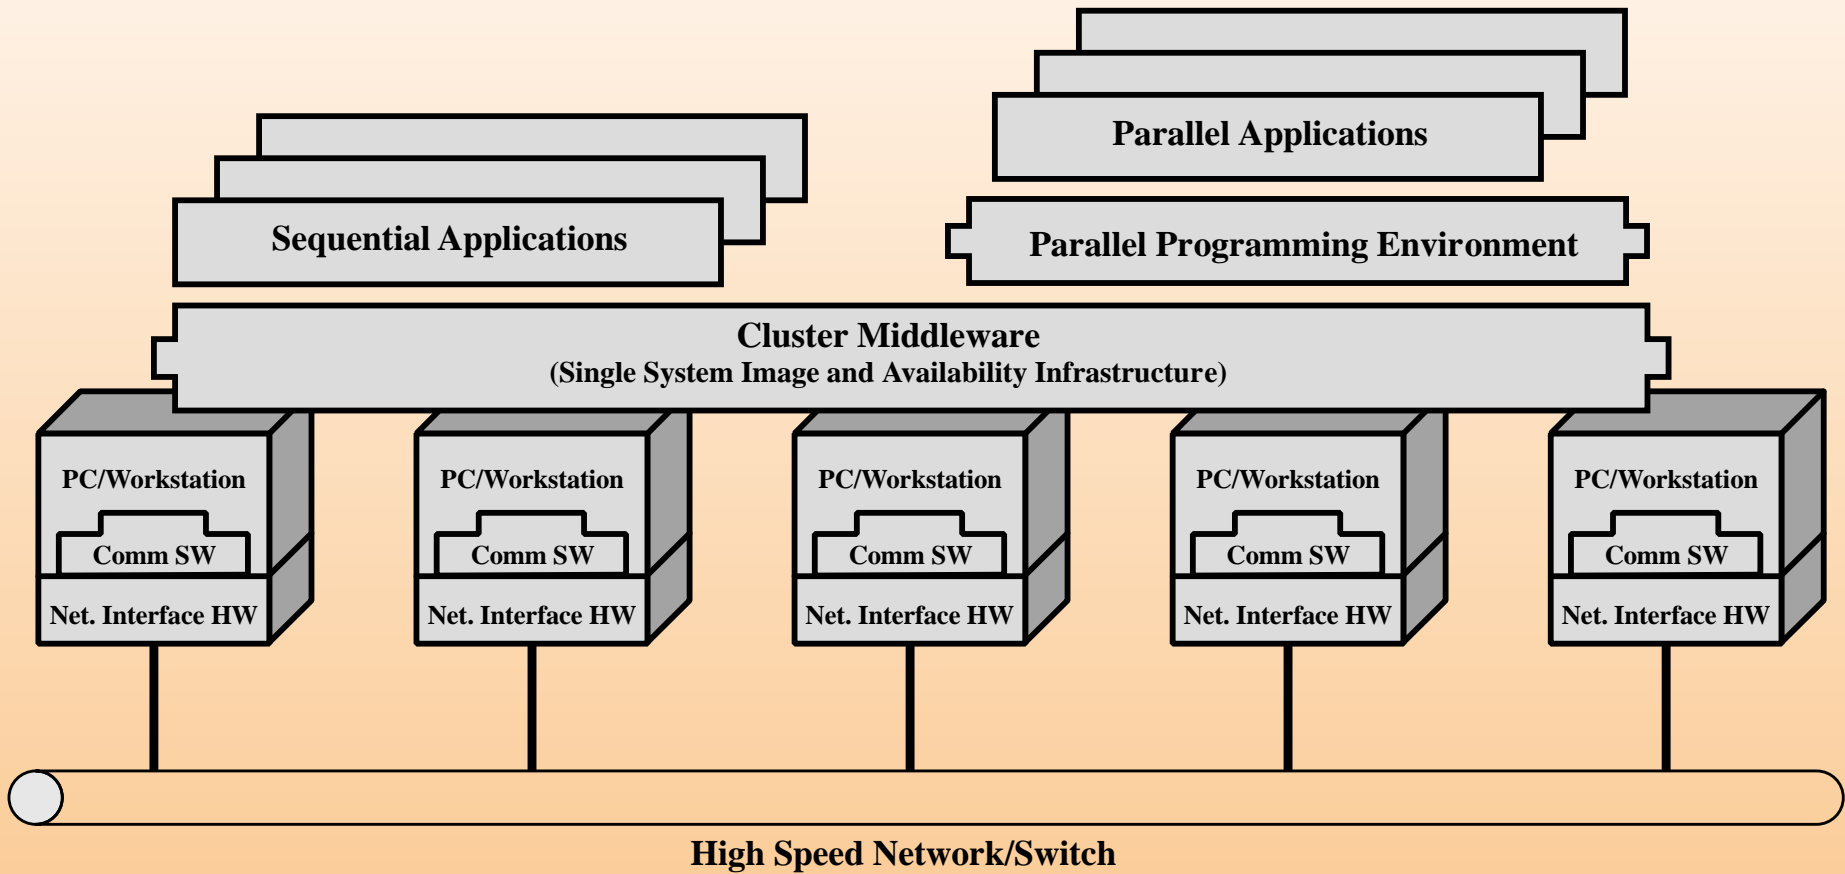 Parallel Applications
Sequential Applications
Parallel Programming Environment
Cluster Middleware
(Single System Image and Availability Infrastructure)
PC/Workstation
Comm SW
Net. Interface HW
PC/Workstation
Comm SW
Net. Interface HW
PC/Workstation
Comm SW
Net. Interface HW
PC/Workstation
Comm SW
Net. Interface HW
PC/Workstation
Comm SW
Net. Interface HW
High Speed Network/Switch